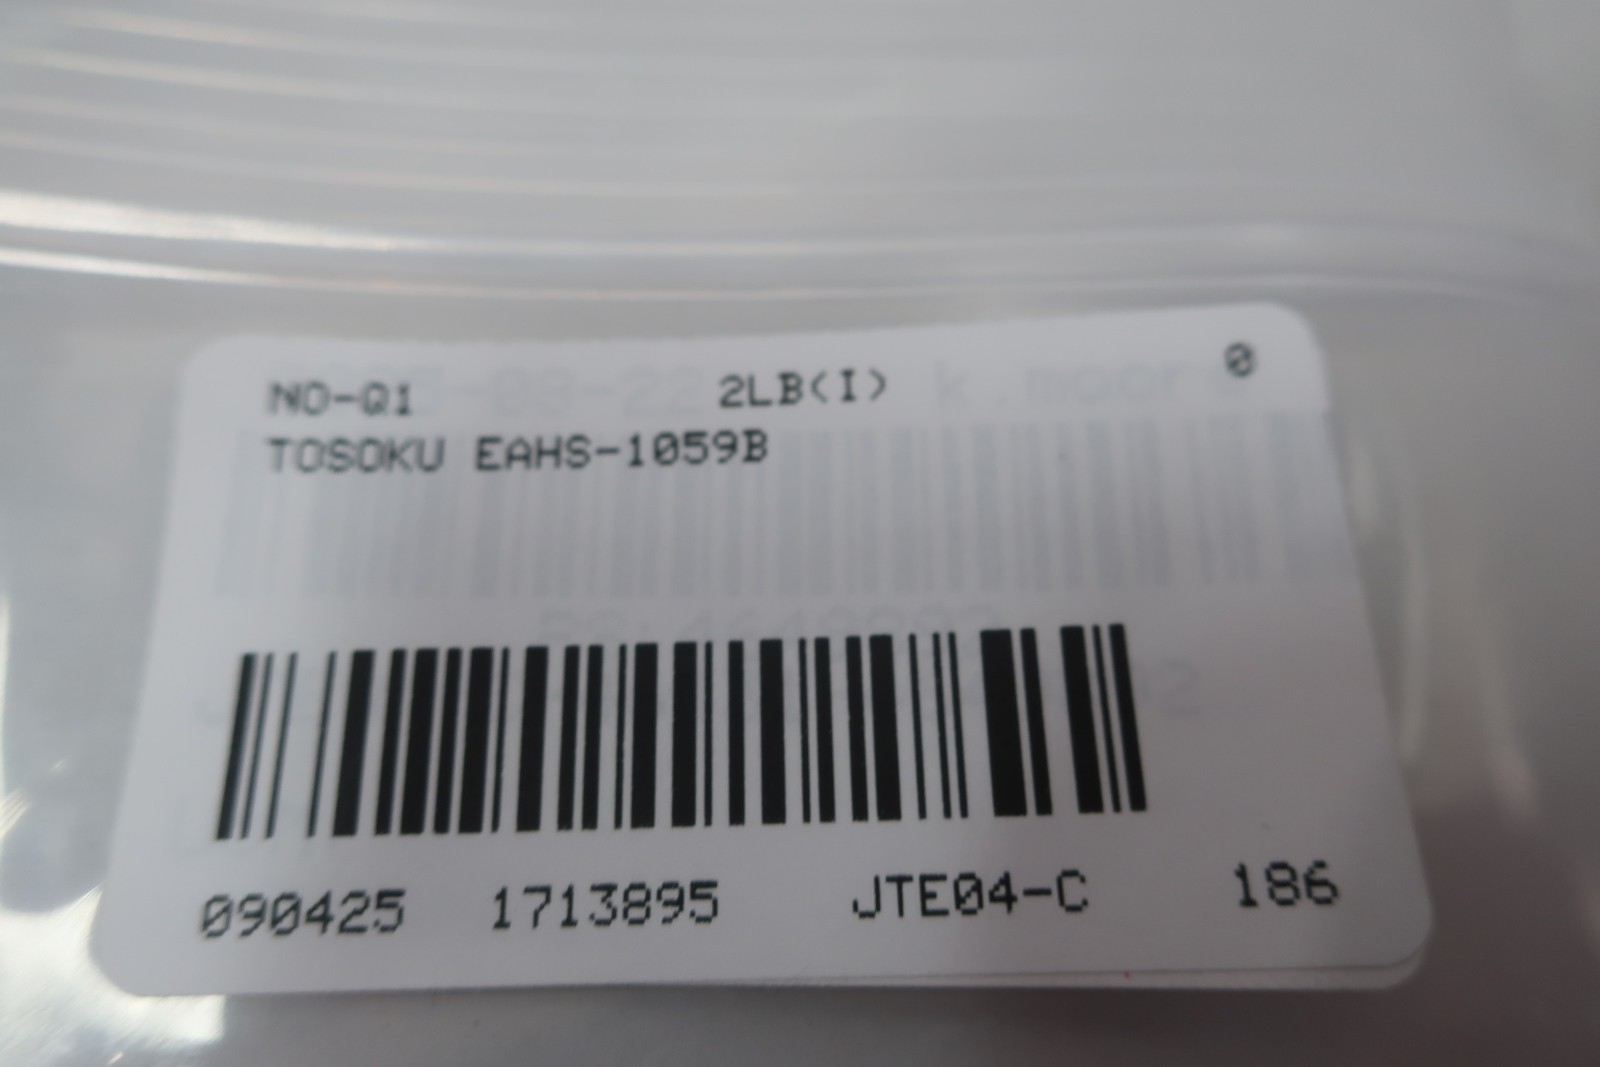 NO-Q1 2LB(I) 0
TOSOKU EAHS-1059B
090425 1713895 JTE04-C 186